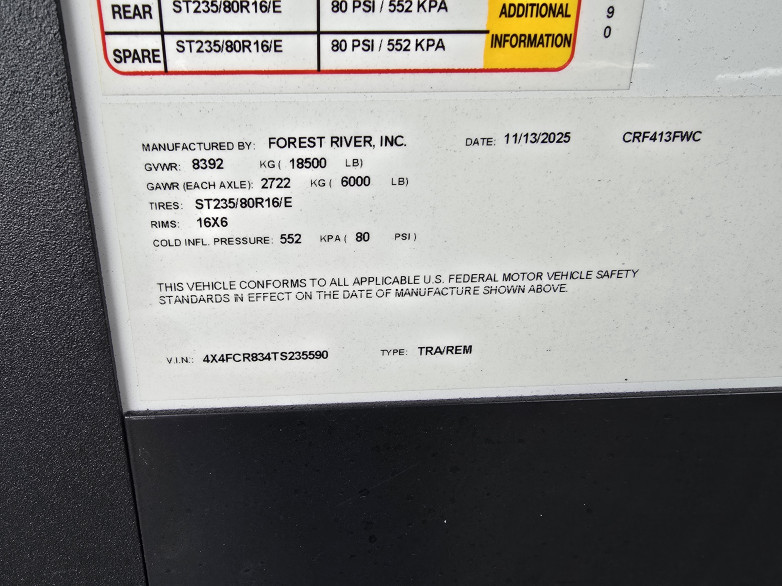 REAR ST235/80R16/E 80 PSI / 552 KPA ADDITIONAL
SPARE ST235/80R16/E 80 PSI / 552 KPA INFORMATION
9
0
MANUFACTURED BY: FOREST RIVER, INC. DATE: 11/13/2025 CRF413FWC
GVWR: 8392 KG ( 18500 LB)
GAWR (EACH AXLE): 2722 KG ( 6000 LB)
TIRES: ST235/80R16/E
RIMS: 16X6
COLD INFL. PRESSURE: 552 KPA ( 80 PSI )
THIS VEHICLE CONFORMS TO ALL APPLICABLE U.S. FEDERAL MOTOR VEHICLE SAFETY
STANDARDS IN EFFECT ON THE DATE OF MANUFACTURE SHOWN ABOVE.
V.I.N.: 4X4FCR834TS235590 TYPE: TRA/REM